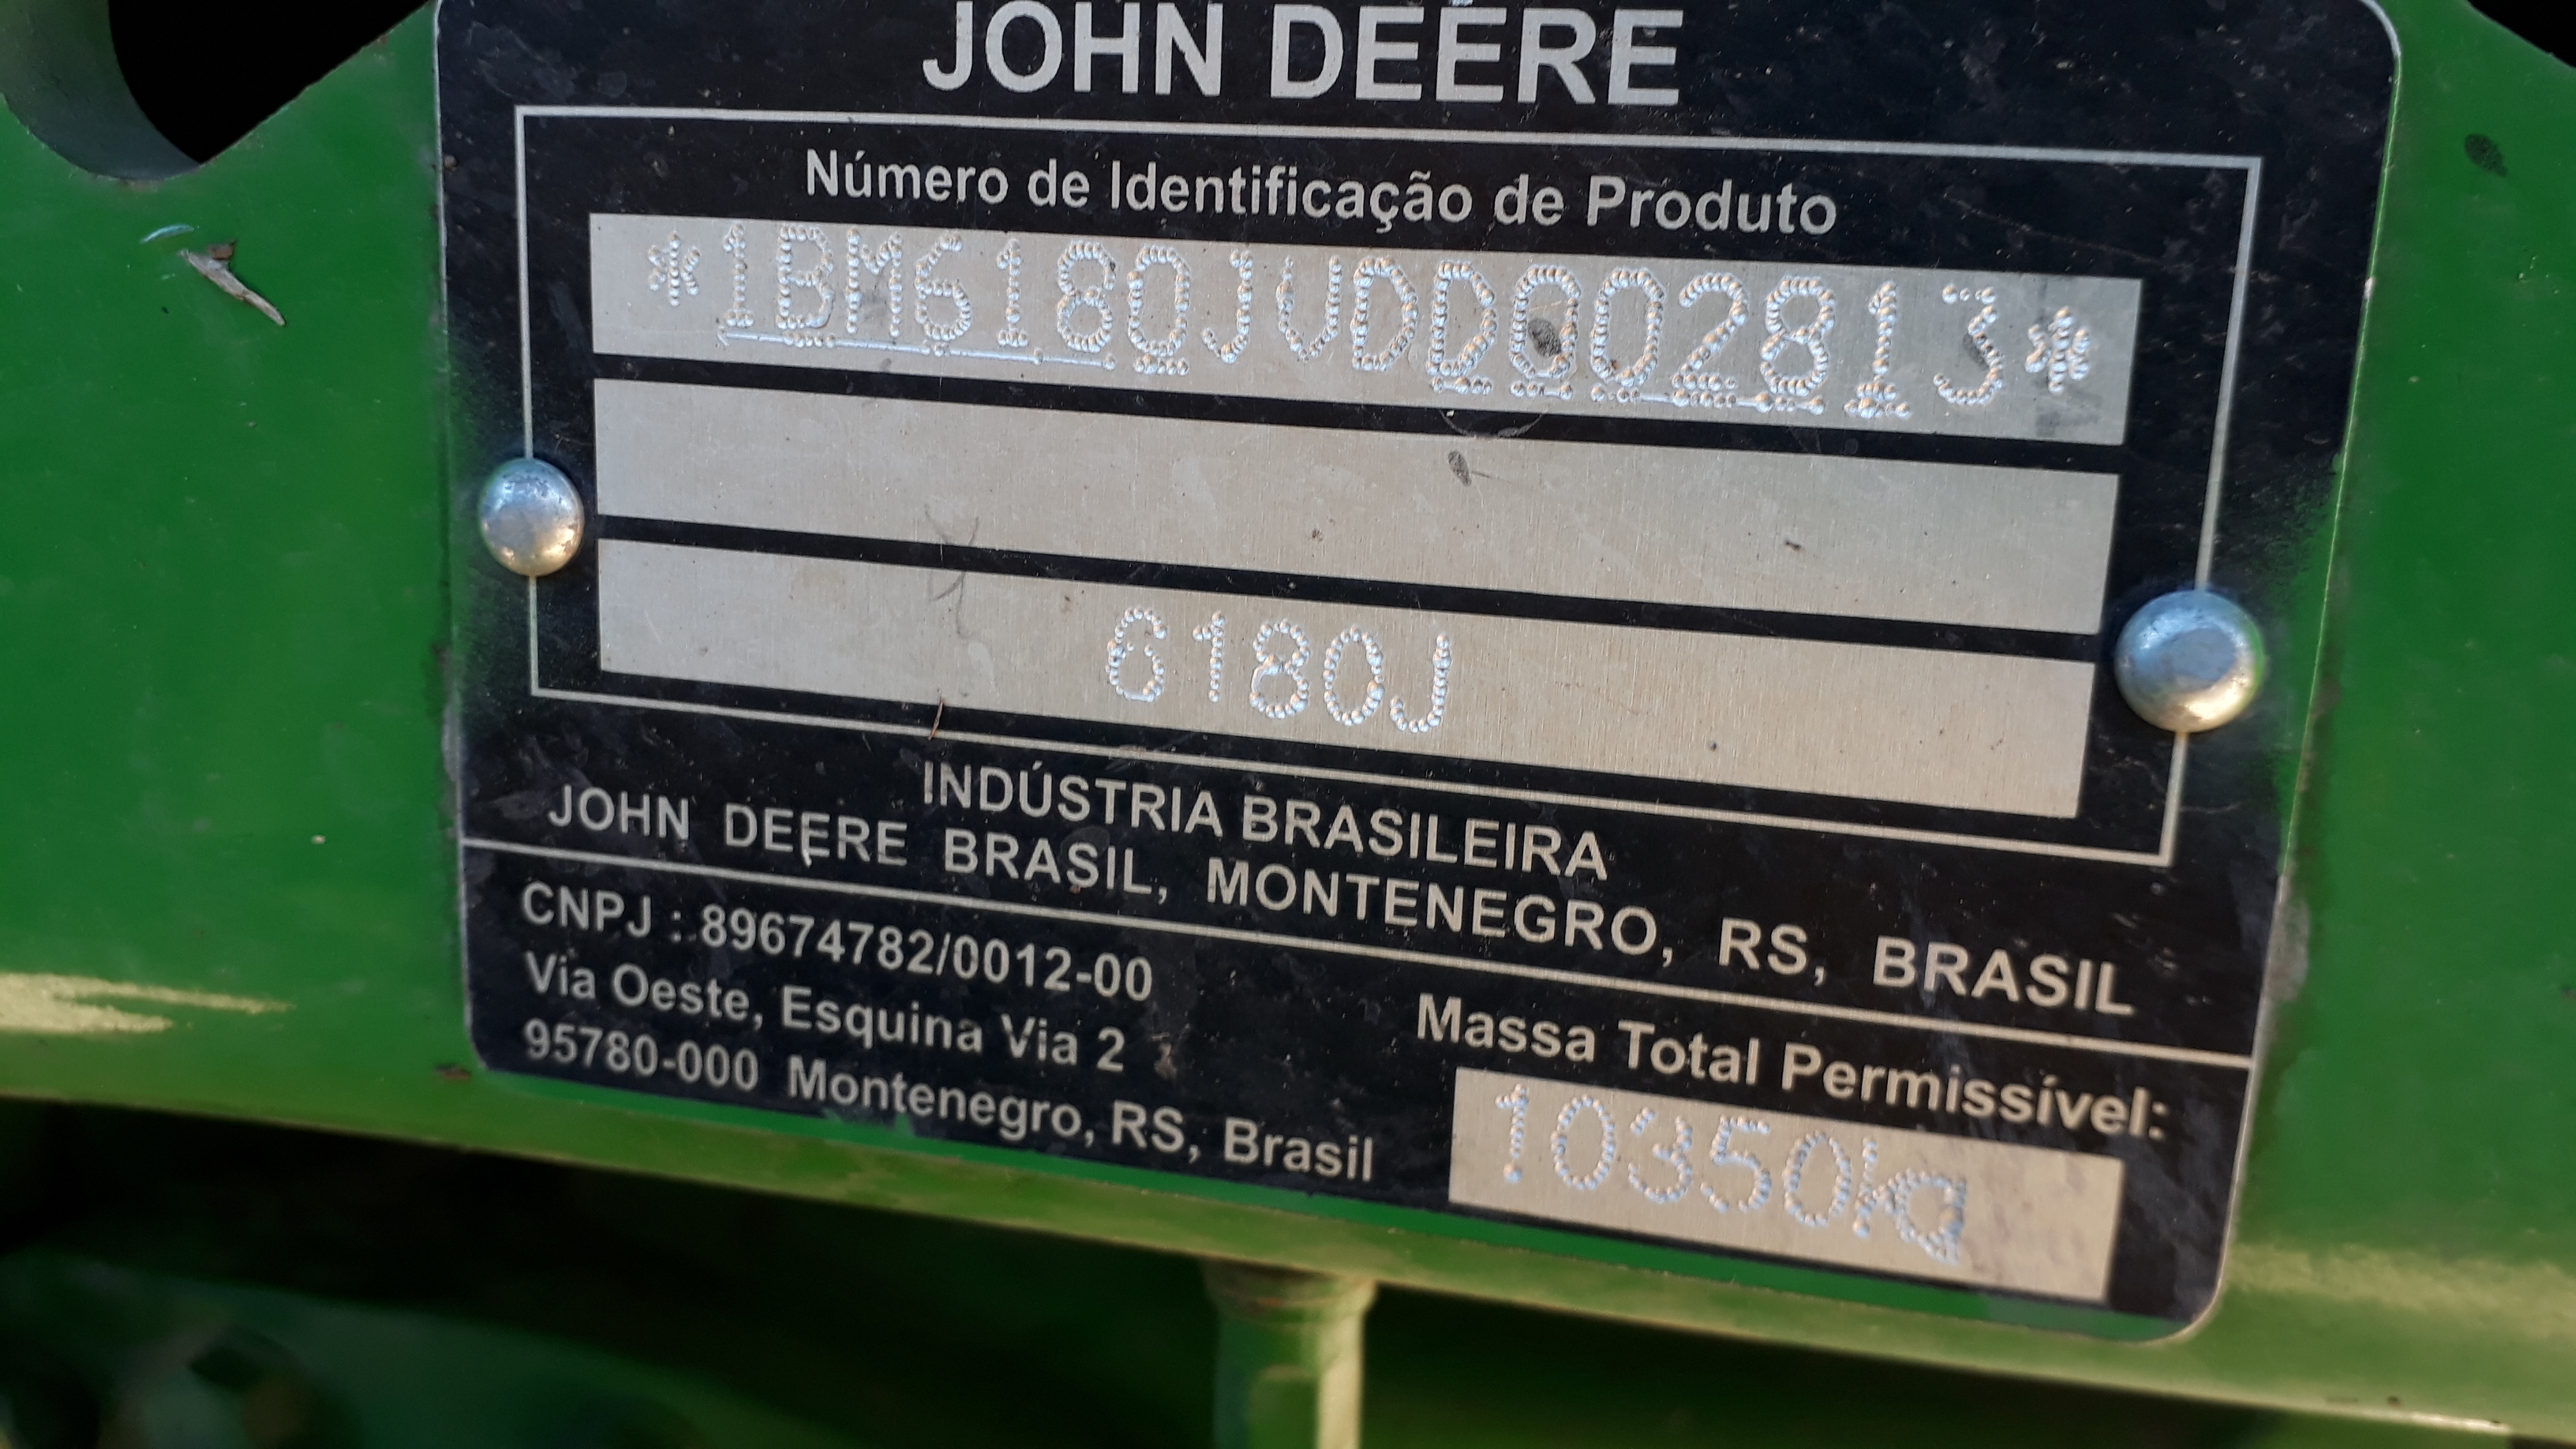 JOHN DEERE
Número de Identificação de Produto
*1BM6180JVDD002813*
6180J
INDÚSTRIA BRASILEIRA
JOHN DEERE BRASIL, MONTENEGRO, RS, BRASIL
CNPJ : 89674782/0012-00
Via Oeste, Esquina Via 2
95780-000 Montenegro, RS, Brasil
Massa Total Permissível:
10350kg